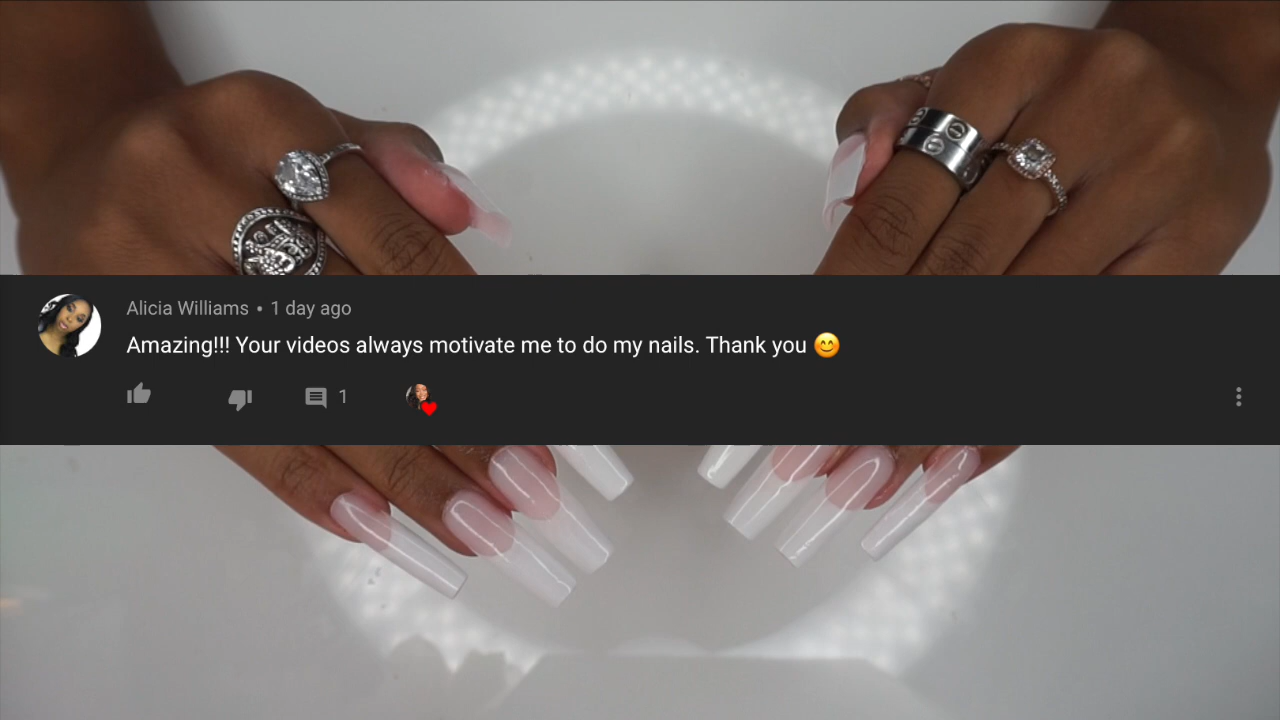 Alicia Williams • 1 day ago
Amazing!!! Your videos always motivate me to do my nails. Thank you 😊
1